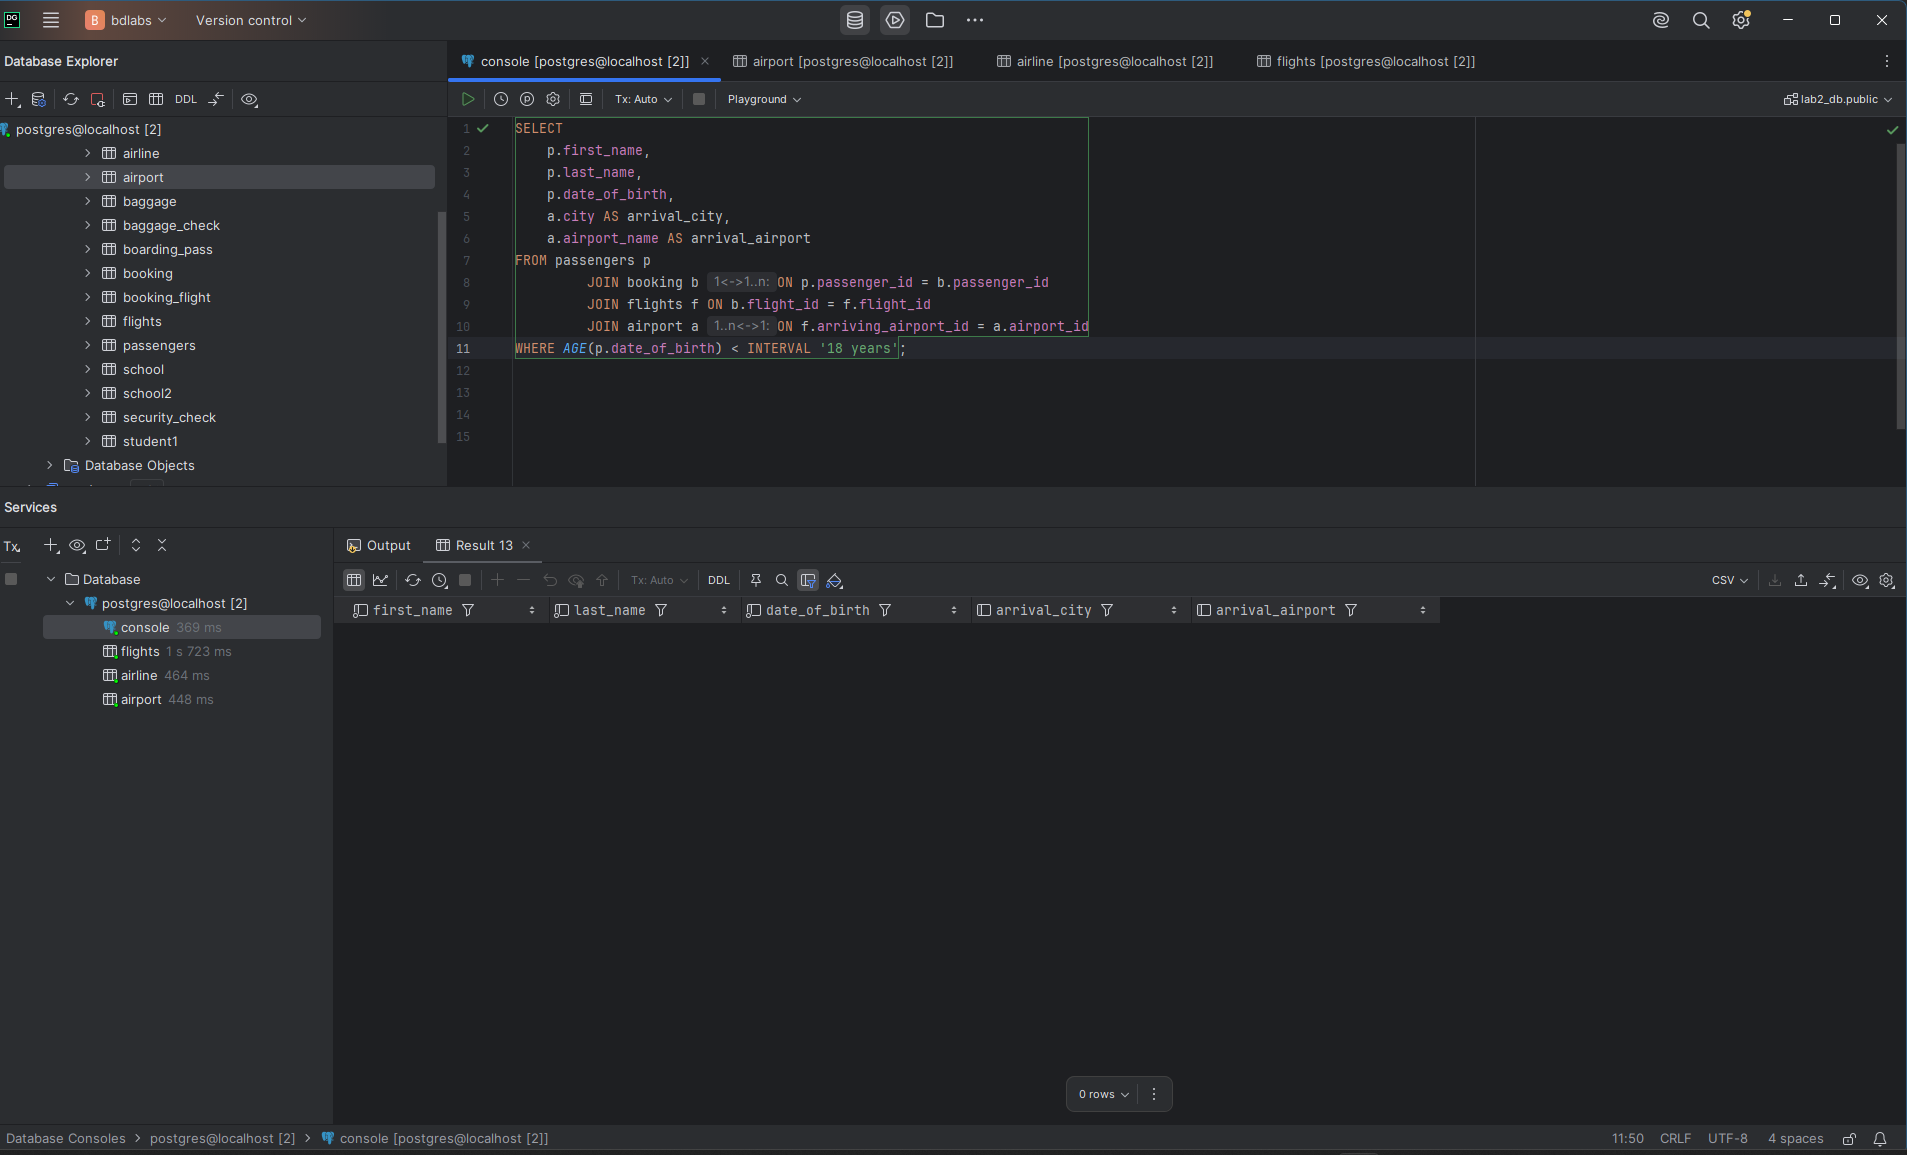 DG
B bdlabs
Version control
Database Explorer
console [postgres@localhost [2]]
airport [postgres@localhost [2]]
airline [postgres@localhost [2]]
flights [postgres@localhost [2]]
DDL
Tx: Auto
Playground
lab2_db.public
postgres@localhost [2]
airline
airport
baggage
baggage_check
boarding_pass
booking
booking_flight
flights
passengers
school
school2
security_check
student1
Database Objects
1 SELECT
2 p.first_name,
3 p.last_name,
4 p.date_of_birth,
5 a.city AS arrival_city,
6 a.airport_name AS arrival_airport
7 FROM passengers p
8 JOIN booking b 1<->1..n: ON p.passenger_id = b.passenger_id
9 JOIN flights f ON b.flight_id = f.flight_id
10 JOIN airport a 1..n<->1: ON f.arriving_airport_id = a.airport_id
11 WHERE AGE(p.date_of_birth) < INTERVAL '18 years';
12
13
14
15
Services
Tx
Database
postgres@localhost [2]
console 369 ms
flights 1 s 723 ms
airline 464 ms
airport 448 ms
Output
Result 13
Tx: Auto
DDL
CSV
first_name
last_name
date_of_birth
arrival_city
arrival_airport
0 rows
Database Consoles > postgres@localhost [2] > console [postgres@localhost [2]]
11:50
CRLF
UTF-8
4 spaces